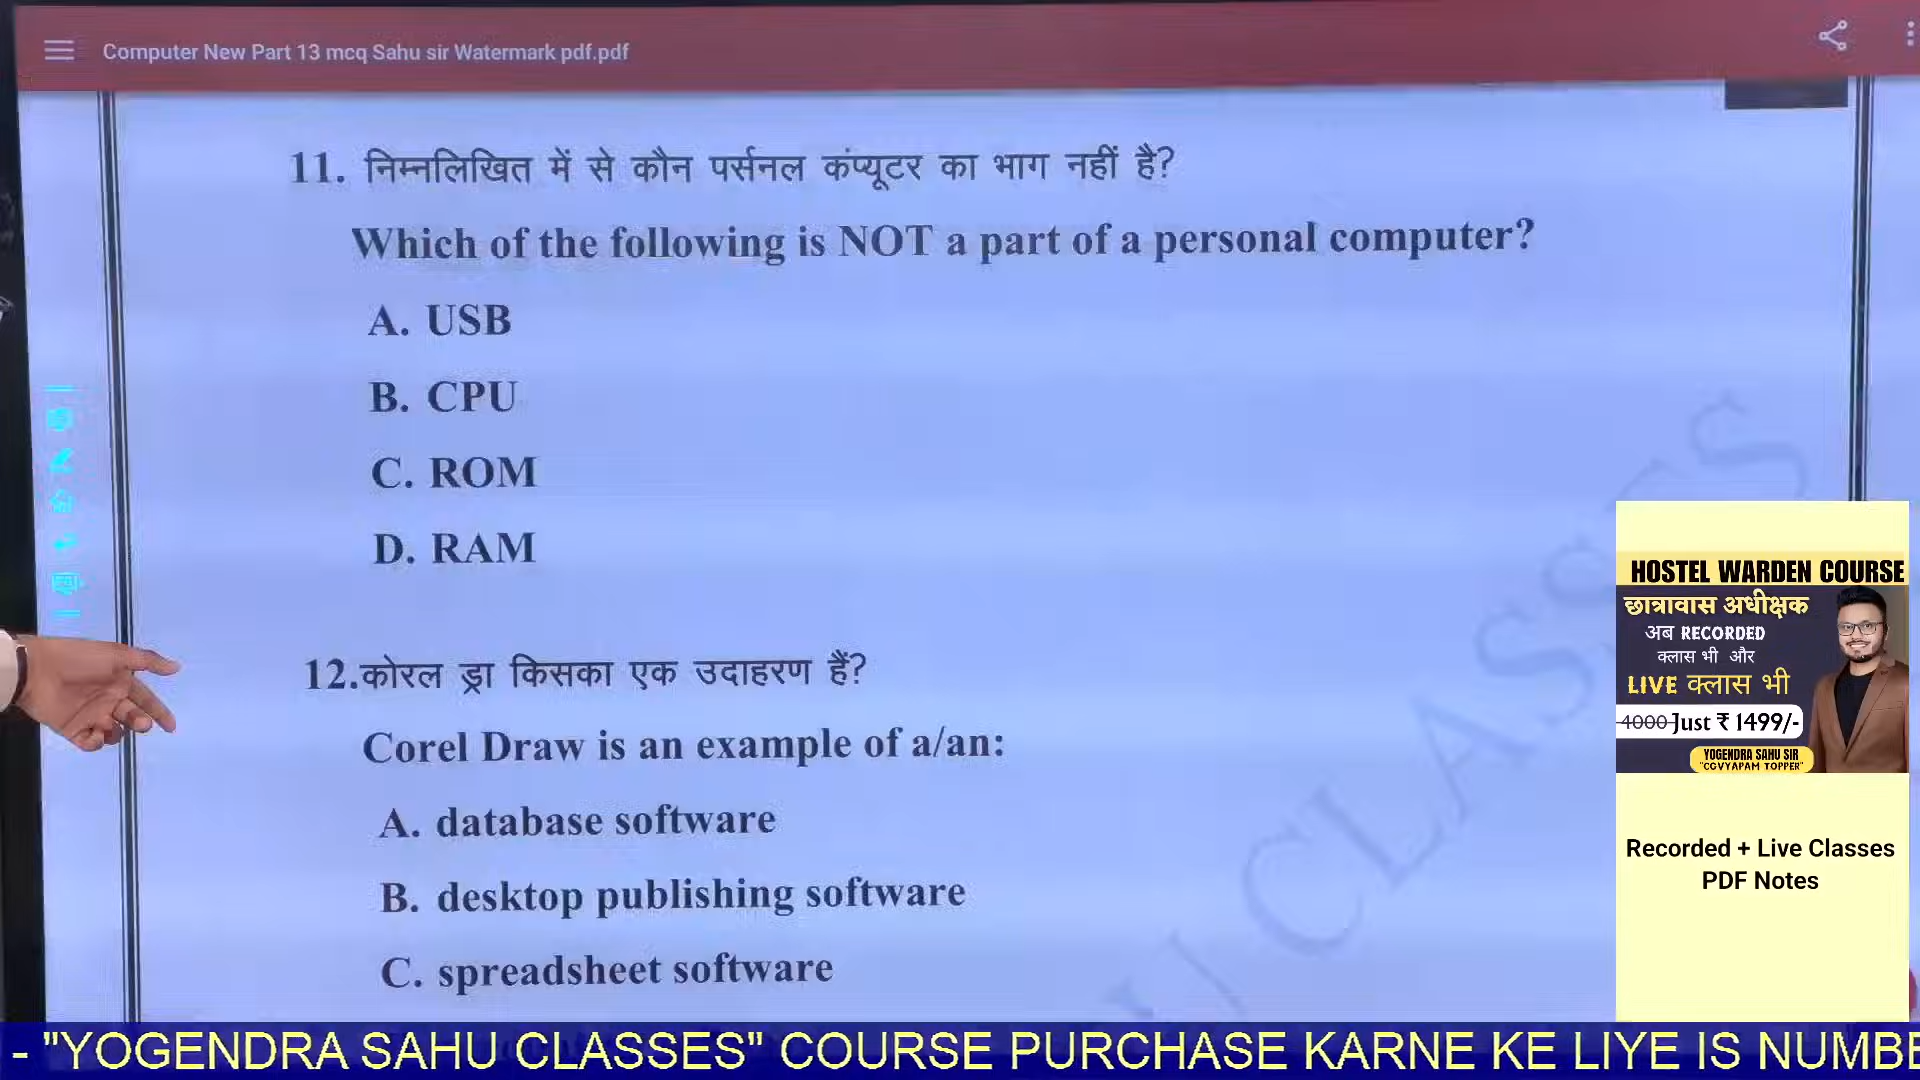 Computer New Part 13 mcq Sahu sir Watermark pdf.pdf
11. निम्नलिखित में से कौन पर्सनल कंप्यूटर का भाग नहीं है?
Which of the following is NOT a part of a personal computer?
A. USB
B. CPU
C. ROM
D. RAM
12.कोरल ड्रा किसका एक उदाहरण हैं?
Corel Draw is an example of a/an:
A. database software
B. desktop publishing software
C. spreadsheet software
CLASSES
HOSTEL WARDEN COURSE
छात्रावास अधीक्षक
अब RECORDED
क्लास भी और
LIVE क्लास भी
4000 Just ₹ 1499/-
YOGENDRA SAHU SIR
"CGVYAPAM TOPPER"
Recorded + Live Classes
PDF Notes
- "YOGENDRA SAHU CLASSES" COURSE PURCHASE KARNE KE LIYE IS NUMBE